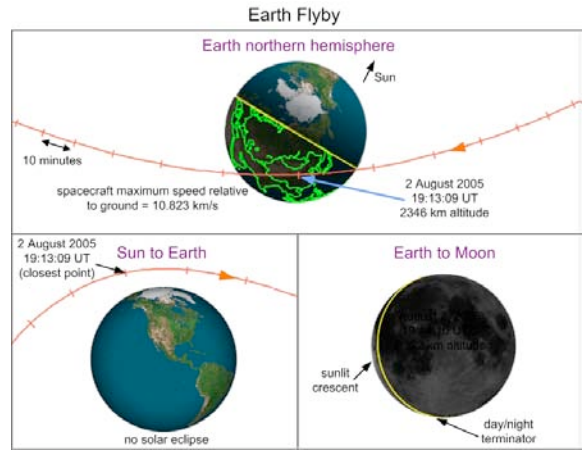 Earth Flyby
Earth northern hemisphere
Sun
10 minutes
spacecraft maximum speed relative
to ground = 10.823 km/s
2 August 2005
19:13:09 UT
2346 km altitude
2 August 2005
19:13:09 UT
(closest point)
Sun to Earth
no solar eclipse
Earth to Moon
km altitude
sunlit
crescent
day/night
terminator